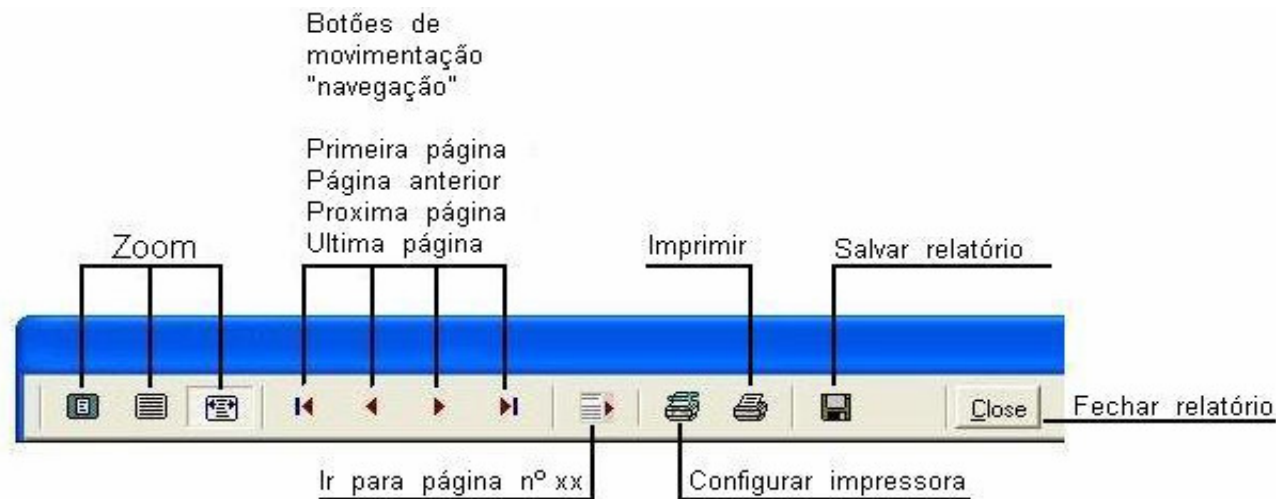 Botões de
movimentação
"navegação"
Primeira página
Página anterior
Proxima página
Ultima página
Zoom
Imprimir
Salvar relatório
Close
Fechar relatório
Ir para página nº xx
Configurar impressora